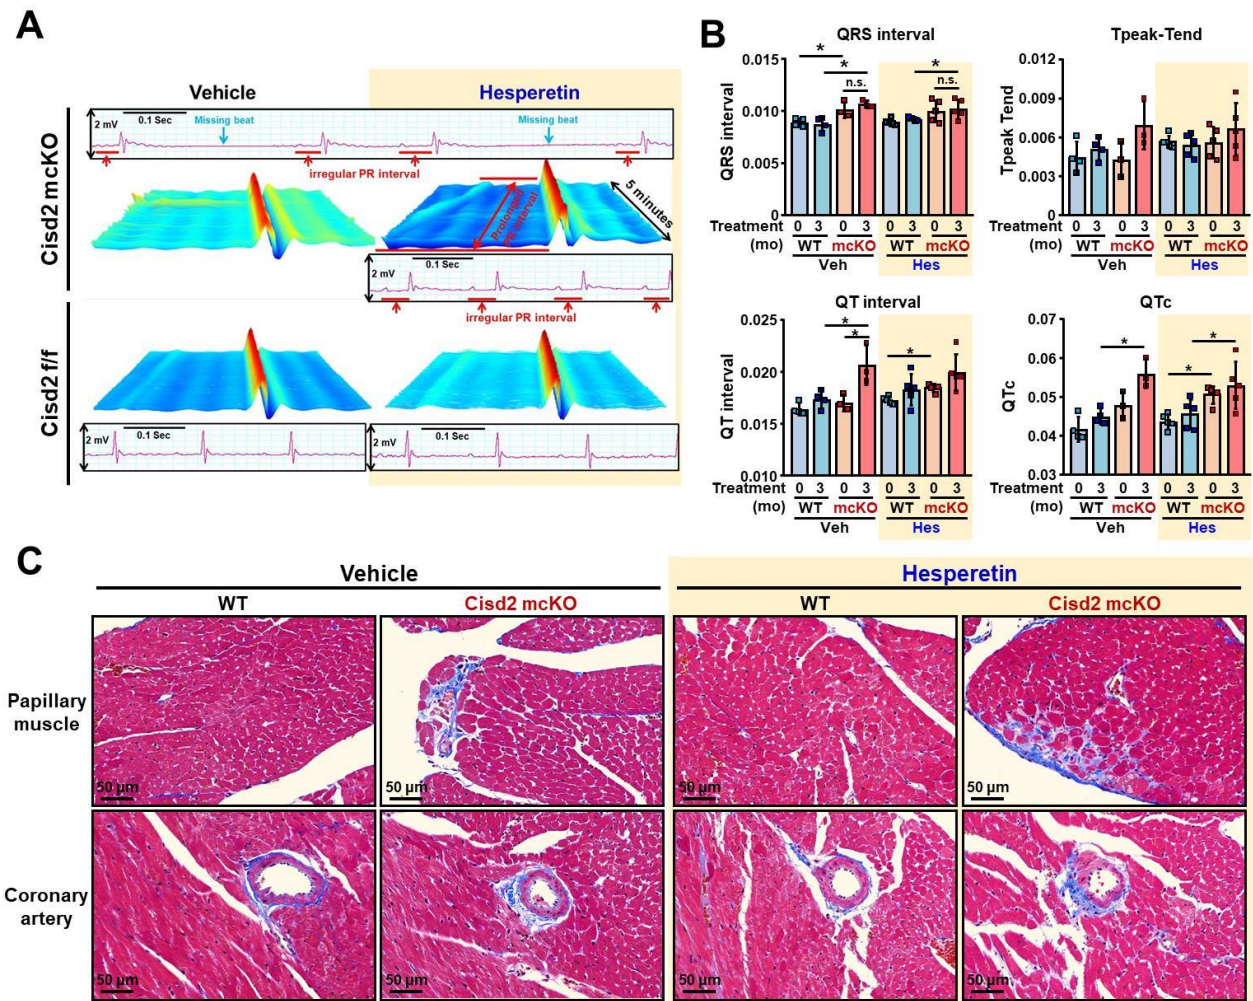 A
Vehicle
Hesperetin
Cisd2 mcKO
2 mV
0.1 Sec
Missing beat
Missing beat
irregular PR interval
Prolonged
PR interval
5 minutes
2 mV
0.1 Sec
irregular PR interval
Cisd2 f/f
2 mV
0.1 Sec
2 mV
0.1 Sec
B
QRS interval
QRS interval
0.015
0.010
0.005
0
*
*
n.s.
*
n.s.
Treatment 0 3 0 3 0 3 0 3
(mo) WT mcKO WT mcKO
Veh Hes
Tpeak-Tend
Tpeak Tend
0.012
0.009
0.006
0.003
0
Treatment 0 3 0 3 0 3 0 3
(mo) WT mcKO WT mcKO
Veh Hes
QT interval
QT interval
0.025
0.020
0.015
0.010
*
*
*
Treatment 0 3 0 3 0 3 0 3
(mo) WT mcKO WT mcKO
Veh Hes
QTc
QTc
0.07
0.06
0.05
0.04
0.03
*
*
*
Treatment 0 3 0 3 0 3 0 3
(mo) WT mcKO WT mcKO
Veh Hes
C
Vehicle Hesperetin
WT Cisd2 mcKO WT Cisd2 mcKO
Papillary
muscle
50 µm 50 µm 50 µm 50 µm
Coronary
artery
50 µm 50 µm 50 µm 50 µm